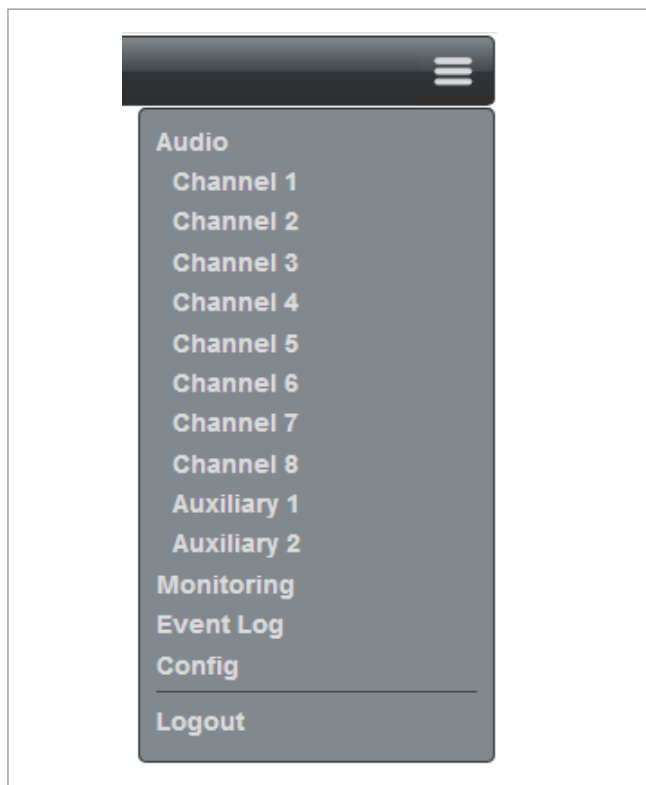 Audio
Channel 1
Channel 2
Channel 3
Channel 4
Channel 5
Channel 6
Channel 7
Channel 8
Auxiliary 1
Auxiliary 2
Monitoring
Event Log
Config
Logout